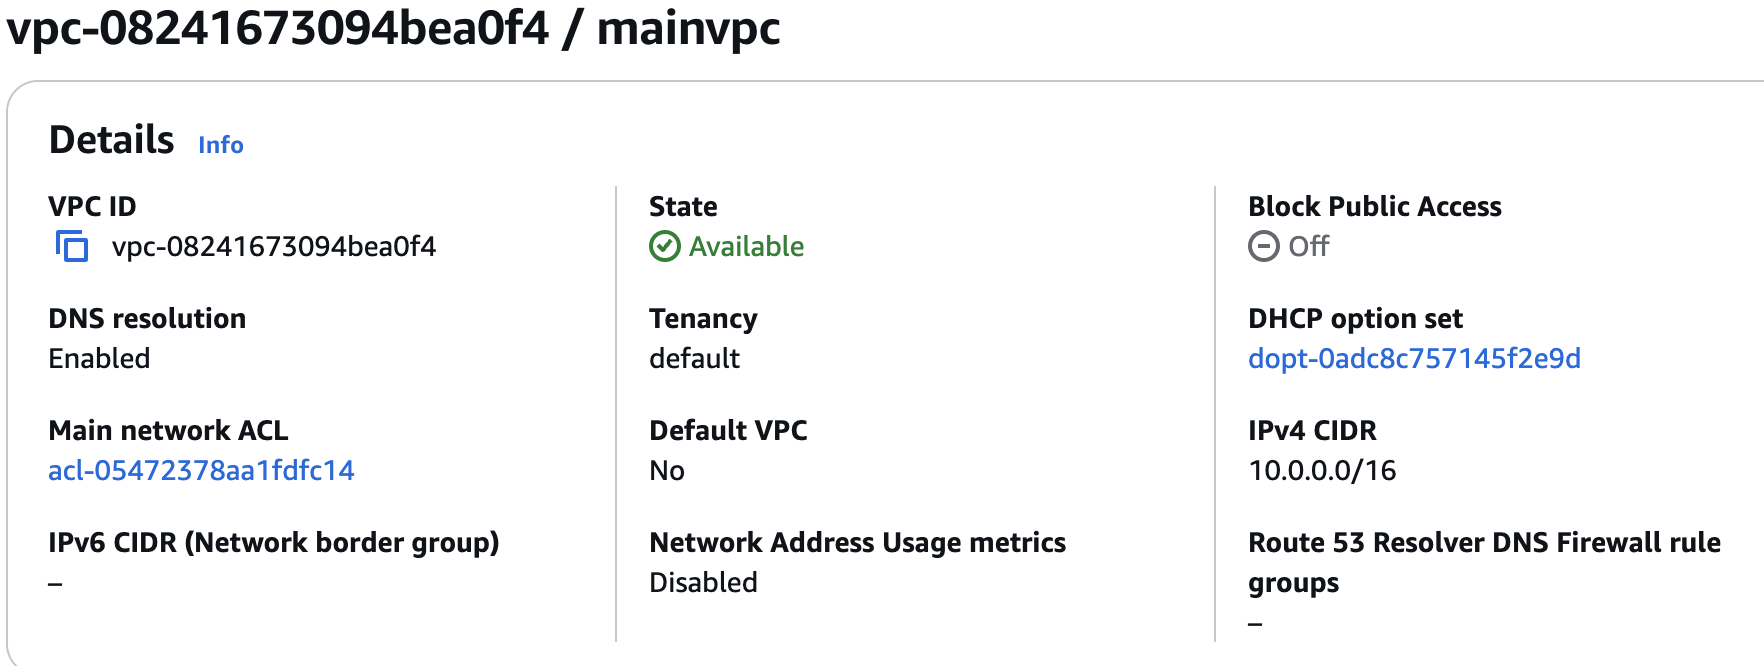 vpc-08241673094bea0f4 / mainvpc
Details Info
VPC ID
vpc-08241673094bea0f4
DNS resolution
Enabled
Main network ACL
acl-05472378aa1fdfc14
IPv6 CIDR (Network border group)
–
State
Available
Tenancy
default
Default VPC
No
Network Address Usage metrics
Disabled
Block Public Access
Off
DHCP option set
dopt-0adc8c757145f2e9d
IPv4 CIDR
10.0.0.0/16
Route 53 Resolver DNS Firewall rule
groups
–